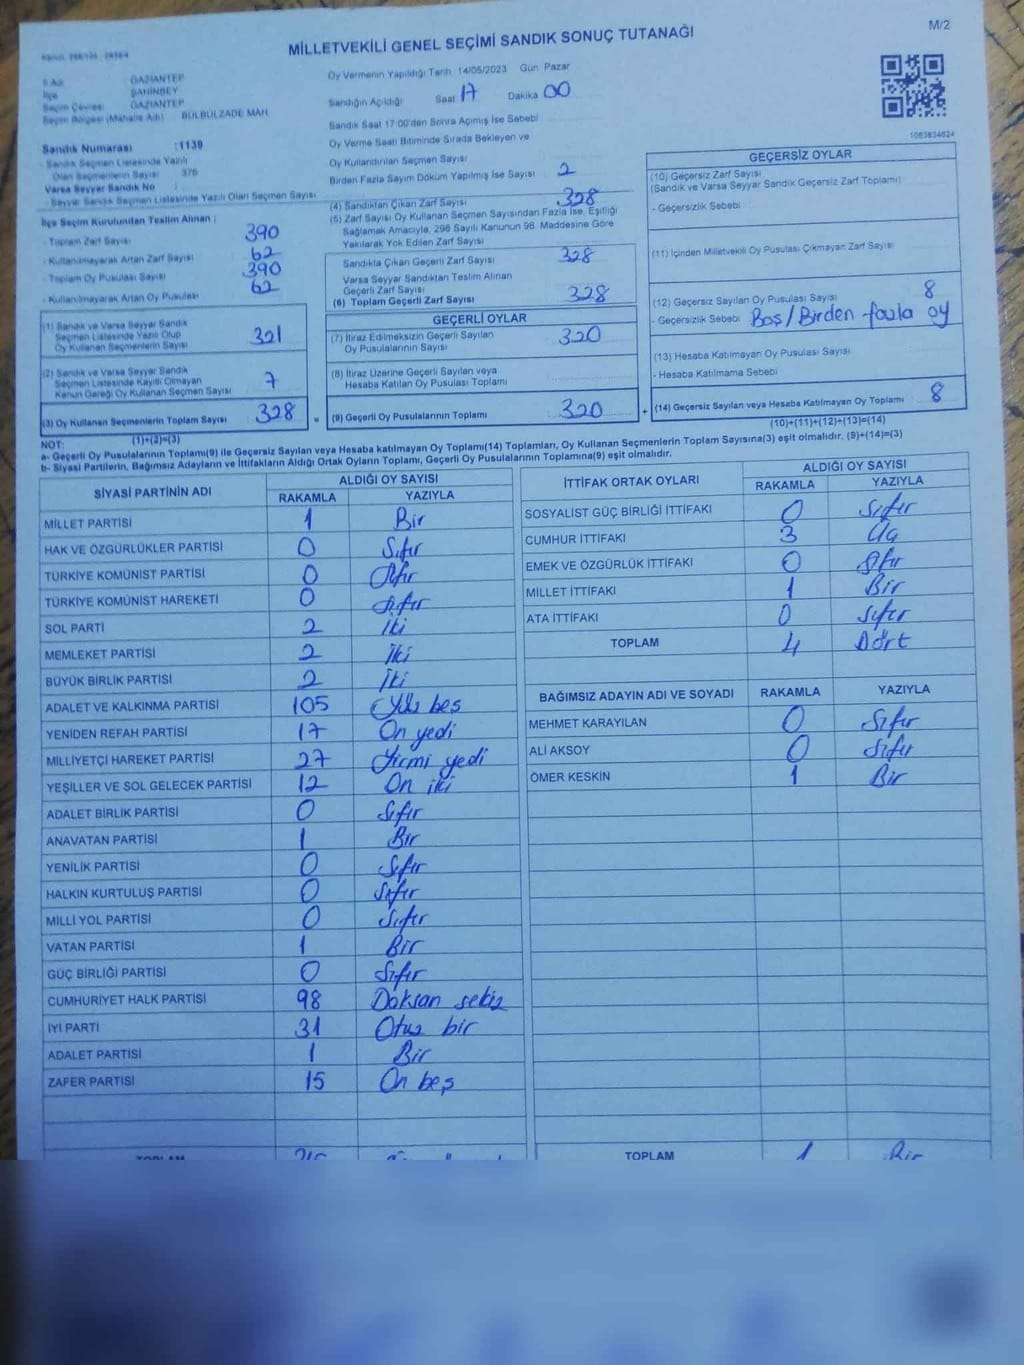 M/2
MİLLETVEKİLİ GENEL SEÇİMİ SANDIK SONUÇ TUTANAĞI
İl Adı GAZİANTEP
İlçe ŞAHİNBEY
Seçim Çevresi GAZİANTEP
Seçim Bölgesi (Mahalle Adı) BÜLBÜLZADE MAH.
Sandık Numarası :1139
- Sandık Seçmen Listesinde Yazılı
Olan Seçmenlerin Sayısı 376
Varsa Seyyar Sandık No :
- Seyyar Sandık Seçmen Listesinde Yazılı Olan Seçmen Sayısı
Oy Vermenin Yapıldığı Tarih 14/05/2023 Gün Pazar
Sandığın Açıldığı Saat 17 Dakika 00
Sandık Saat 17:00'den Sonra Açılmış İse Sebebi
Oy Verme Saati Bitiminde Sırada Bekleyen ve
Oy Kullandırılan Seçmen Sayısı
Birden Fazla Sayım Döküm Yapılmış İse Sayısı 2
1083834824
İlçe Seçim Kurulundan Teslim Alınan :
- Toplam Zarf Sayısı 390
- Kullanılmayarak Artan Zarf Sayısı 62
- Toplam Oy Pusulası Sayısı 390
- Kullanılmayarak Artan Oy Pusulası 62
(1) Sandık ve Varsa Seyyar Sandık
Seçmen Listesinde Yazılı Olup
Oy Kullanan Seçmenlerin Sayısı 321
(2) Sandık ve Varsa Seyyar Sandık
Seçmen Listesinde Kayıtlı Olmayan
Kanun Gereği Oy Kullanan Seçmen Sayısı 7
(3) Oy Kullanan Seçmenlerin Toplam Sayısı 328
(1)+(2)=(3)
(4) Sandıktan Çıkan Zarf Sayısı 328
(5) Zarf Sayısı Oy Kullanan Seçmen Sayısından Fazla İse, Eşitliği
Sağlamak Amacıyla, 298 Sayılı Kanunun 98. Maddesine Göre
Yakılarak Yok Edilen Zarf Sayısı
Sandıkta Çıkan Geçerli Zarf Sayısı 328
Varsa Seyyar Sandıktan Teslim Alınan
Geçerli Zarf Sayısı
(6) Toplam Geçerli Zarf Sayısı 328
GEÇERLİ OYLAR
(7) İtiraz Edilmeksizin Geçerli Sayılan
Oy Pusulalarının Sayısı 320
(8) İtiraz Üzerine Geçerli Sayılan veya
Hesaba Katılan Oy Pusulası Toplamı
= (9) Geçerli Oy Pusulalarının Toplamı 320
GEÇERSİZ OYLAR
(10) Geçersiz Zarf Sayısı
(Sandık ve Varsa Seyyar Sandık Geçersiz Zarf Toplamı)
- Geçersizlik Sebebi
(11) İçinden Milletvekili Oy Pusulası Çıkmayan Zarf Sayısı
(12) Geçersiz Sayılan Oy Pusulası Sayısı 8
- Geçersizlik Sebebi Boş/Birden fazla oy
(13) Hesaba Katılmayan Oy Pusulası Sayısı
- Hesaba Katılmama Sebebi
+ (14) Geçersiz Sayılan veya Hesaba Katılmayan Oy Toplamı 8
(10)+(11)+(12)+(13)=(14)
NOT:
a- Geçerli Oy Pusulalarının Toplamı(9) ile Geçersiz Sayılan veya Hesaba katılmayan Oy Toplamı(14) Toplamları, Oy Kullanan Seçmenlerin Toplam Sayısına(3) eşit olmalıdır. (9)+(14)=(3)
b- Siyasi Partilerin, Bağımsız Adayların ve İttifakların Aldığı Ortak Oyların Toplamı, Geçerli Oy Pusulalarının Toplamına(9) eşit olmalıdır.
SİYASİ PARTİNİN ADI ALDIĞI OY SAYISI
RAKAMLA YAZIYLA
MİLLET PARTİSİ 1 Bir
HAK VE ÖZGÜRLÜKLER PARTİSİ 0 Sıfır
TÜRKİYE KOMÜNİST PARTİSİ 0 Sıfır
TÜRKİYE KOMÜNİST HAREKETİ 0 Sıfır
SOL PARTİ 2 İki
MEMLEKET PARTİSİ 2 İki
BÜYÜK BİRLİK PARTİSİ 2 İki
ADALET VE KALKINMA PARTİSİ 105 Yüz beş
YENİDEN REFAH PARTİSİ 17 On yedi
MİLLİYETÇİ HAREKET PARTİSİ 27 Yirmi yedi
YEŞİLLER VE SOL GELECEK PARTİSİ 12 On iki
ADALET BİRLİK PARTİSİ 0 Sıfır
ANAVATAN PARTİSİ 1 Bir
YENİLİK PARTİSİ 0 Sıfır
HALKIN KURTULUŞ PARTİSİ 0 Sıfır
MİLLİ YOL PARTİSİ 0 Sıfır
VATAN PARTİSİ 1 Bir
GÜÇ BİRLİĞİ PARTİSİ 0 Sıfır
CUMHURİYET HALK PARTİSİ 98 Doksan sekiz
İYİ PARTİ 31 Otuz bir
ADALET PARTİSİ 1 Bir
ZAFER PARTİSİ 15 On beş
TOPLAM
İTTİFAK ORTAK OYLARI ALDIĞI OY SAYISI
RAKAMLA YAZIYLA
SOSYALİST GÜÇ BİRLİĞİ İTTİFAKI 0 Sıfır
CUMHUR İTTİFAKI 3 Üç
EMEK VE ÖZGÜRLÜK İTTİFAKI 0 Sıfır
MİLLET İTTİFAKI 1 Bir
ATA İTTİFAKI 0 Sıfır
TOPLAM 4 Dört
BAĞIMSIZ ADAYIN ADI VE SOYADI RAKAMLA YAZIYLA
MEHMET KARAYILAN 0 Sıfır
ALİ AKSOY 0 Sıfır
ÖMER KESKİN 1 Bir
TOPLAM 1 Bir